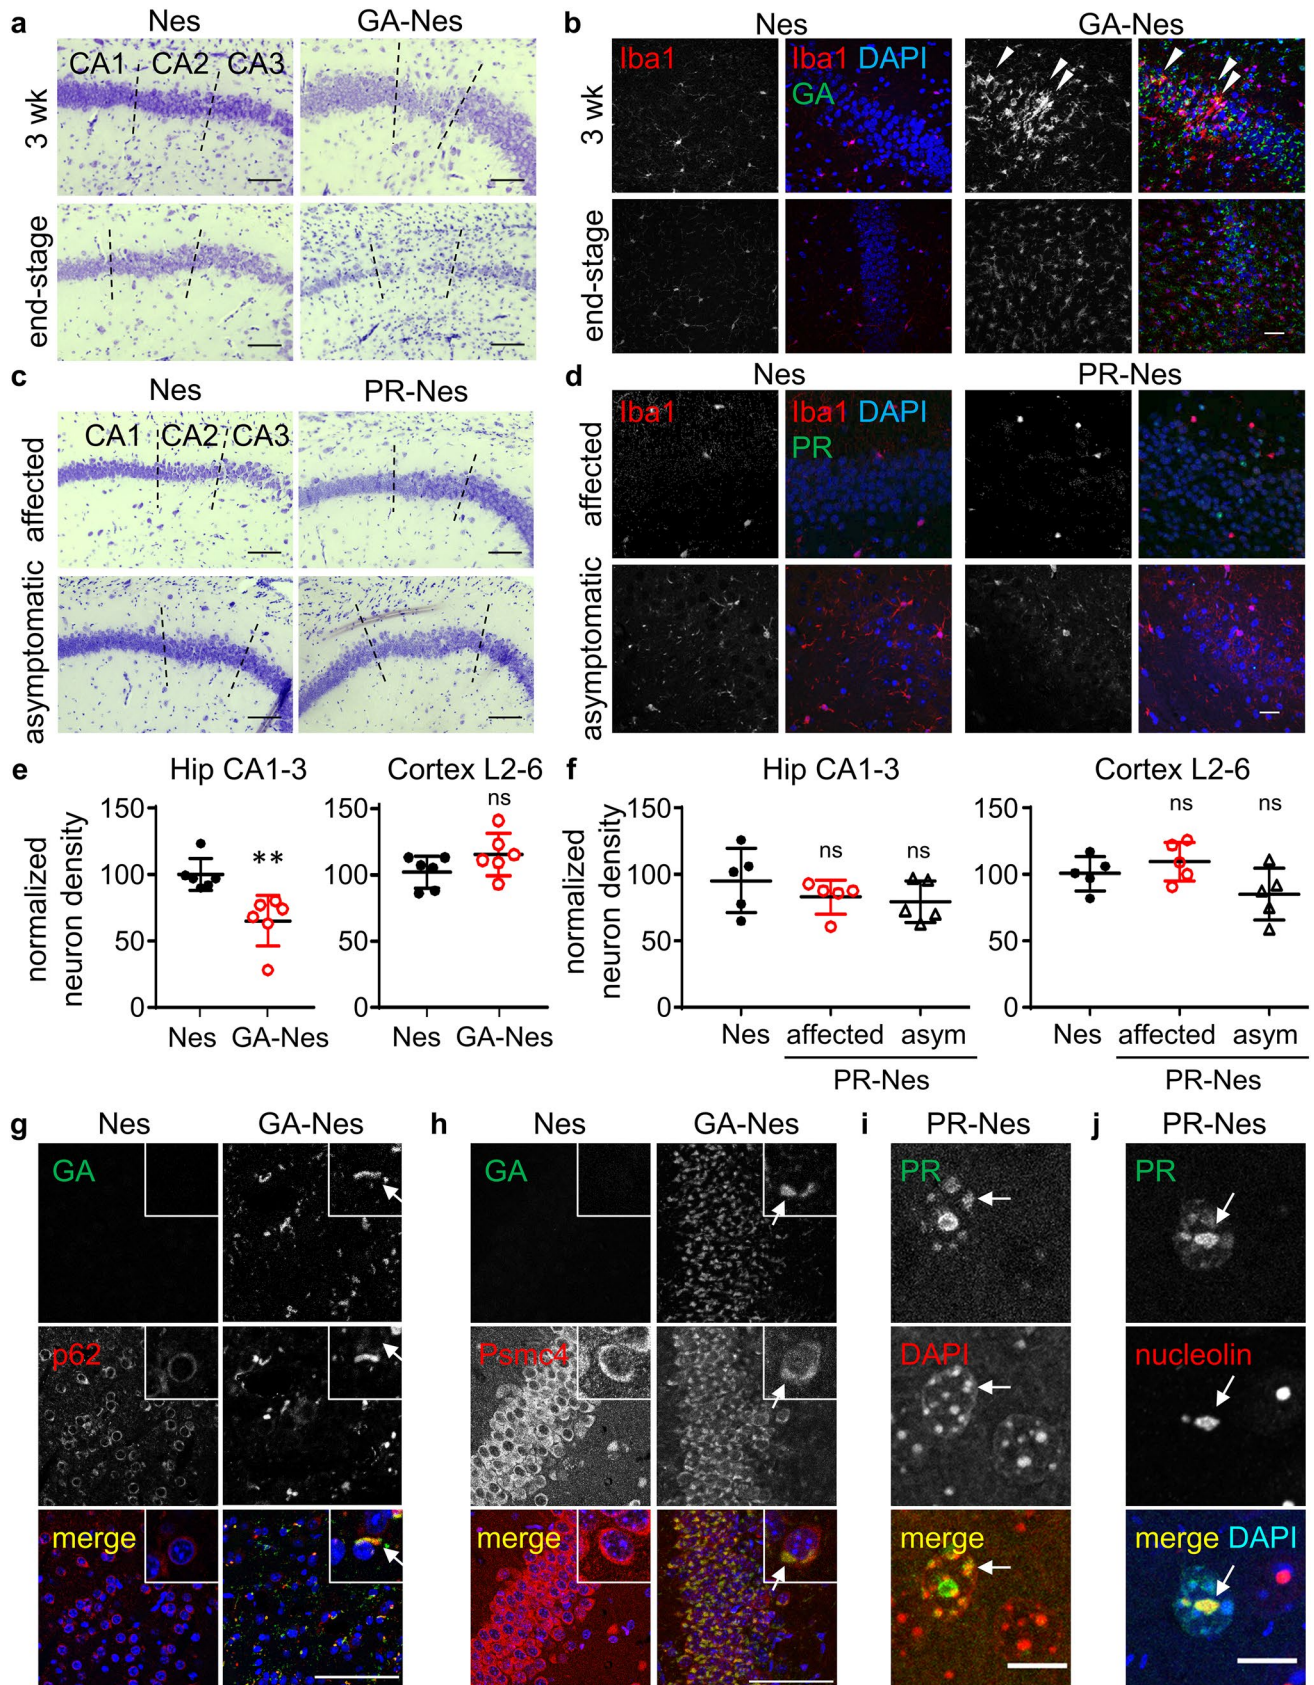 a
Nes
GA-Nes
CA1
CA2
CA3
3 wk
end-stage
b
Nes
GA-Nes
Iba1
Iba1 DAPI
GA
3 wk
end-stage
c
Nes
PR-Nes
CA1
CA2
CA3
affected
asymptomatic
d
Nes
PR-Nes
Iba1
Iba1 DAPI
PR
affected
asymptomatic
e
Hip CA1-3
normalized
neuron density
150
100
50
0
**
Nes
GA-Nes
Cortex L2-6
150
100
50
0
ns
Nes
GA-Nes
f
Hip CA1-3
normalized
neuron density
150
100
50
0
ns
ns
Nes
affected
asym
PR-Nes
Cortex L2-6
150
100
50
0
ns
ns
Nes
affected
asym
PR-Nes
g
Nes
GA-Nes
GA
p62
merge
h
Nes
GA-Nes
GA
Psmc4
merge
i
PR-Nes
PR
DAPI
merge
j
PR-Nes
PR
nucleolin
merge DAPI